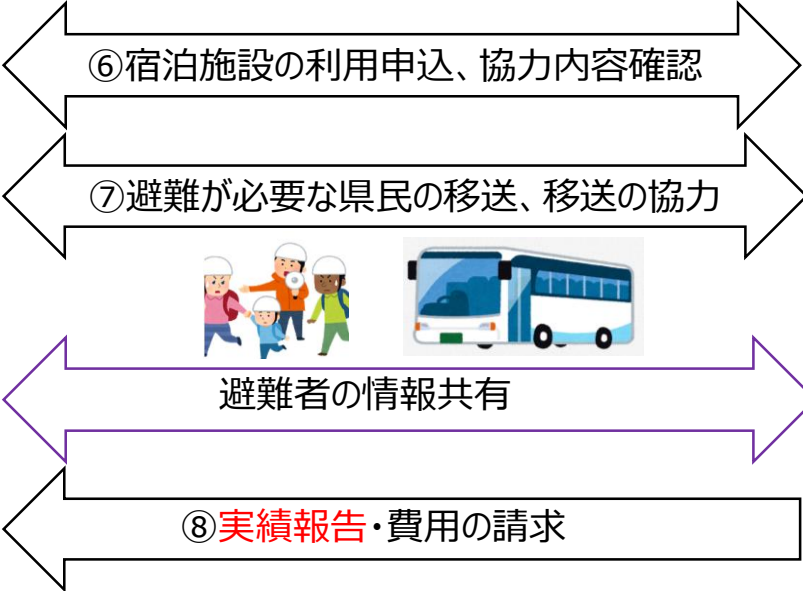 ⑥宿泊施設の利用申込、協力内容確認
⑦避難が必要な県民の移送、移送の協力
避難者の情報共有
⑧実績報告・費用の請求